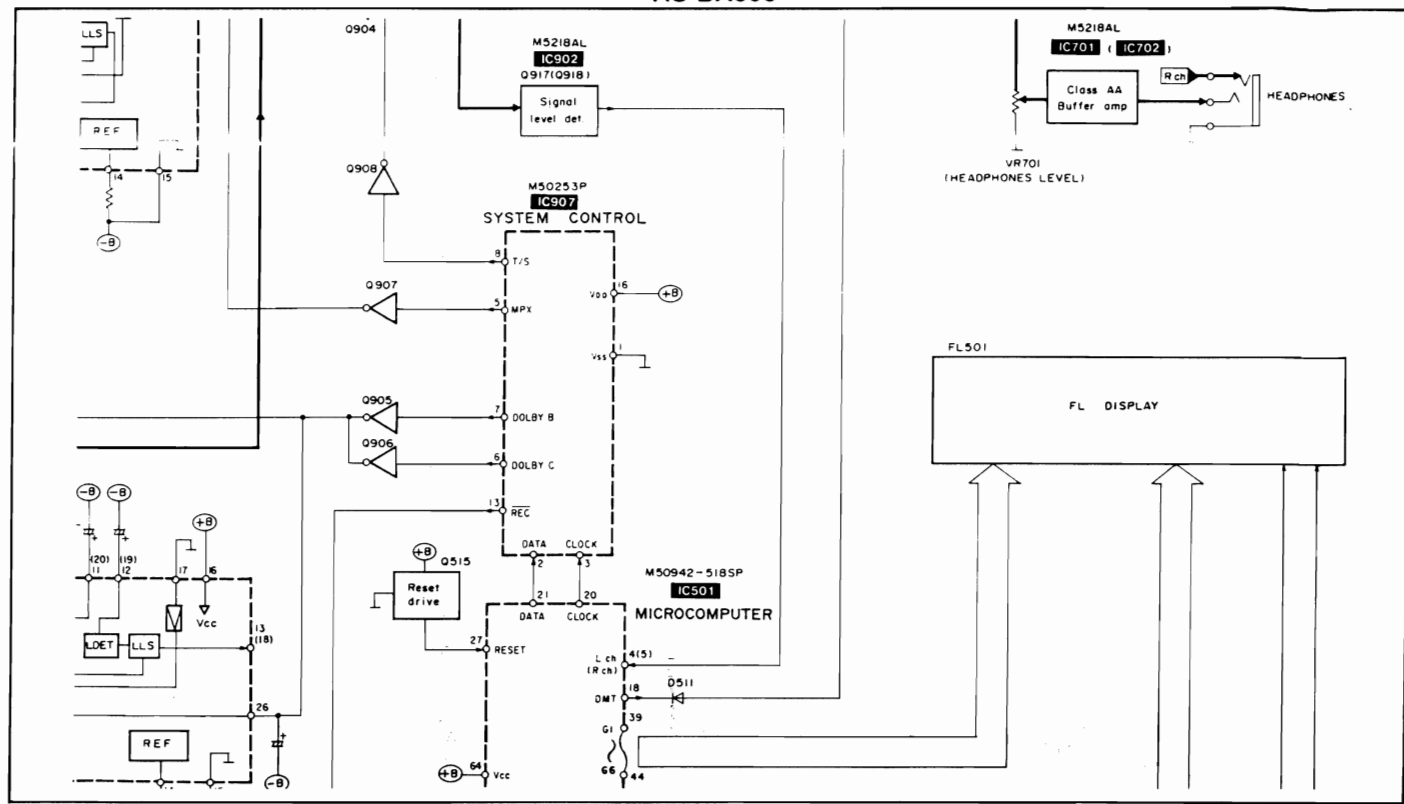 Q904
LLS
REF
14
15
-B
M5218AL
IC902
Q917(Q918)
Signal
level det.
M5218AL
IC701 ( IC702 )
Class AA
Buffer amp
R ch
HEADPHONES
VR701
(HEADPHONES LEVEL)
Q908
M50253P
IC907
SYSTEM CONTROL
8
T/S
Q907
5
MPX
16
+B
1
Vss
Q905
7
DOLBY B
Q906
6
DOLBY C
13
REC
DATA
CLOCK
2
3
FL501
FL DISPLAY
-B
-B
+B
(20)
11
(19)
12
17
16
Vcc
LDET
LLS
13
(18)
26
REF
-B
+B
Q515
Reset
drive
M50942-518SP
IC501
MICROCOMPUTER
21
20
DATA
CLOCK
27
RESET
L ch
(R ch)
4(5)
18
DMT
D511
39
G1
G6
44
+B
64
Vcc